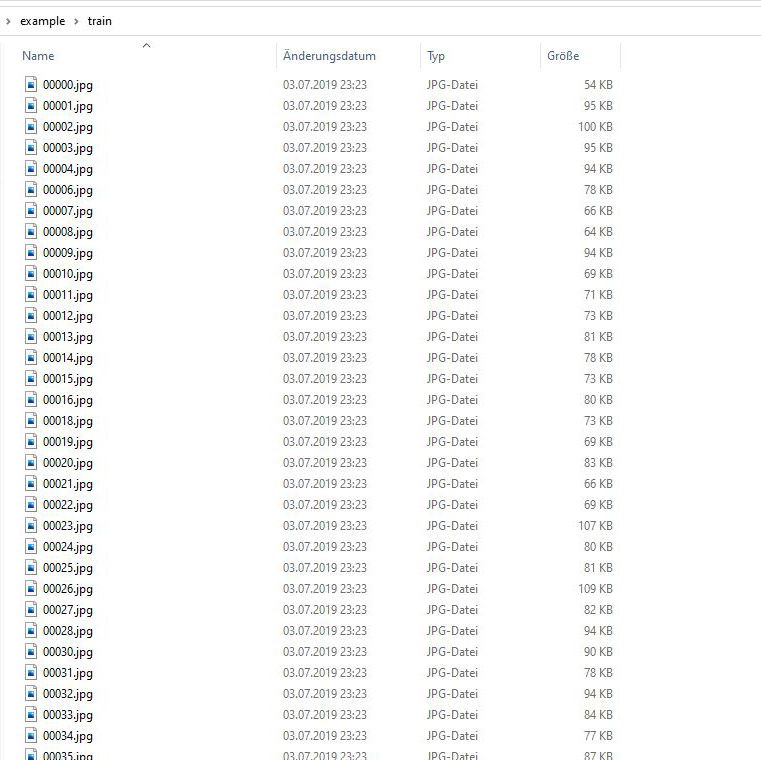 example > train
Name Änderungsdatum Typ Größe
00000.jpg 03.07.2019 23:23 JPG-Datei 54 KB
00001.jpg 03.07.2019 23:23 JPG-Datei 95 KB
00002.jpg 03.07.2019 23:23 JPG-Datei 100 KB
00003.jpg 03.07.2019 23:23 JPG-Datei 95 KB
00004.jpg 03.07.2019 23:23 JPG-Datei 94 KB
00006.jpg 03.07.2019 23:23 JPG-Datei 78 KB
00007.jpg 03.07.2019 23:23 JPG-Datei 66 KB
00008.jpg 03.07.2019 23:23 JPG-Datei 64 KB
00009.jpg 03.07.2019 23:23 JPG-Datei 94 KB
00010.jpg 03.07.2019 23:23 JPG-Datei 69 KB
00011.jpg 03.07.2019 23:23 JPG-Datei 71 KB
00012.jpg 03.07.2019 23:23 JPG-Datei 73 KB
00013.jpg 03.07.2019 23:23 JPG-Datei 81 KB
00014.jpg 03.07.2019 23:23 JPG-Datei 78 KB
00015.jpg 03.07.2019 23:23 JPG-Datei 73 KB
00016.jpg 03.07.2019 23:23 JPG-Datei 80 KB
00018.jpg 03.07.2019 23:23 JPG-Datei 73 KB
00019.jpg 03.07.2019 23:23 JPG-Datei 69 KB
00020.jpg 03.07.2019 23:23 JPG-Datei 83 KB
00021.jpg 03.07.2019 23:23 JPG-Datei 66 KB
00022.jpg 03.07.2019 23:23 JPG-Datei 69 KB
00023.jpg 03.07.2019 23:23 JPG-Datei 107 KB
00024.jpg 03.07.2019 23:23 JPG-Datei 80 KB
00025.jpg 03.07.2019 23:23 JPG-Datei 81 KB
00026.jpg 03.07.2019 23:23 JPG-Datei 109 KB
00027.jpg 03.07.2019 23:23 JPG-Datei 82 KB
00028.jpg 03.07.2019 23:23 JPG-Datei 94 KB
00030.jpg 03.07.2019 23:23 JPG-Datei 90 KB
00031.jpg 03.07.2019 23:23 JPG-Datei 78 KB
00032.jpg 03.07.2019 23:23 JPG-Datei 94 KB
00033.jpg 03.07.2019 23:23 JPG-Datei 84 KB
00034.jpg 03.07.2019 23:23 JPG-Datei 77 KB
00035.jpg 03.07.2019 23:23 JPG-Datei 87 KB